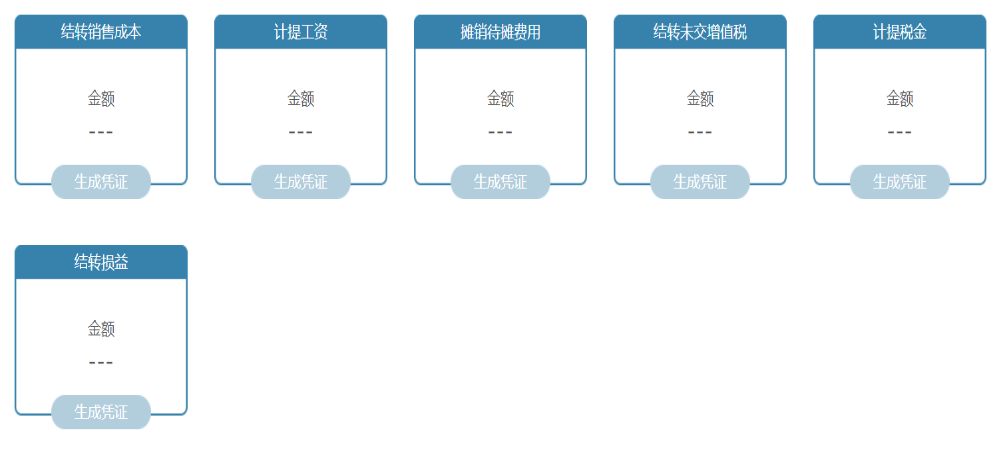 结转销售成本
计提工资
摊销待摊费用
结转未交增值税
计提税金
金额
金额
金额
金额
金额
---
---
---
---
---
生成凭证
生成凭证
生成凭证
生成凭证
生成凭证
结转损益
金额
---
生成凭证